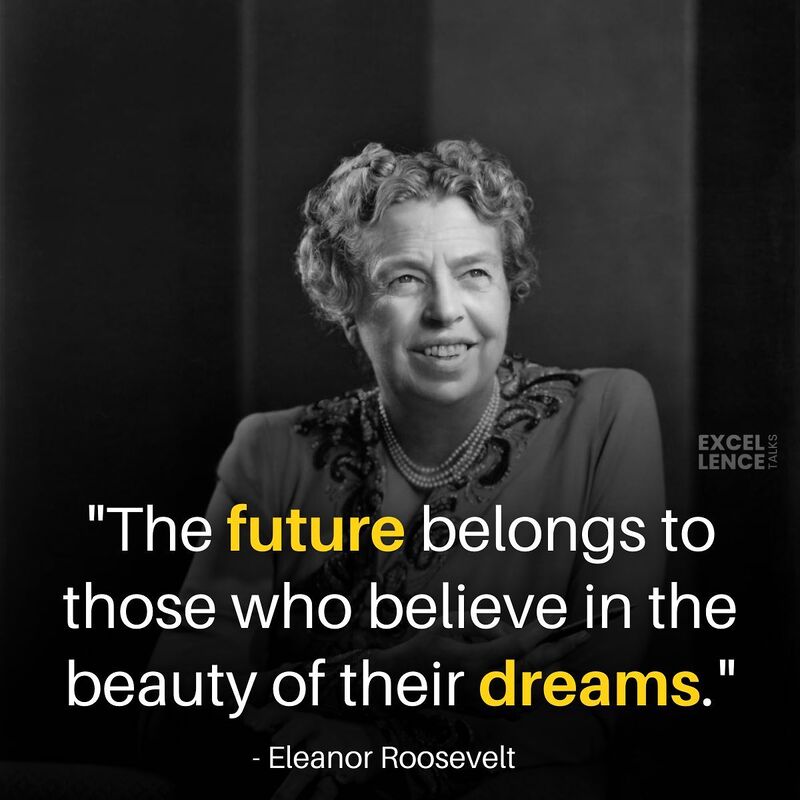 EXCEL
LENCE
TALKS
"The future belongs to
those who believe in the
beauty of their dreams."
- Eleanor Roosevelt